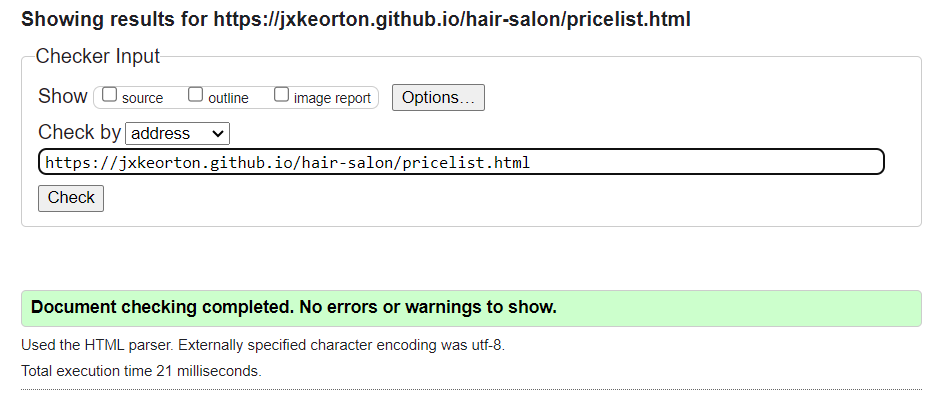 Showing results for https://jxkeorton.github.io/hair-salon/pricelist.html
Checker Input
Show source outline image report Options...
Check by address
https://jxkeorton.github.io/hair-salon/pricelist.html
Check
Document checking completed. No errors or warnings to show.
Used the HTML parser. Externally specified character encoding was utf-8.
Total execution time 21 milliseconds.